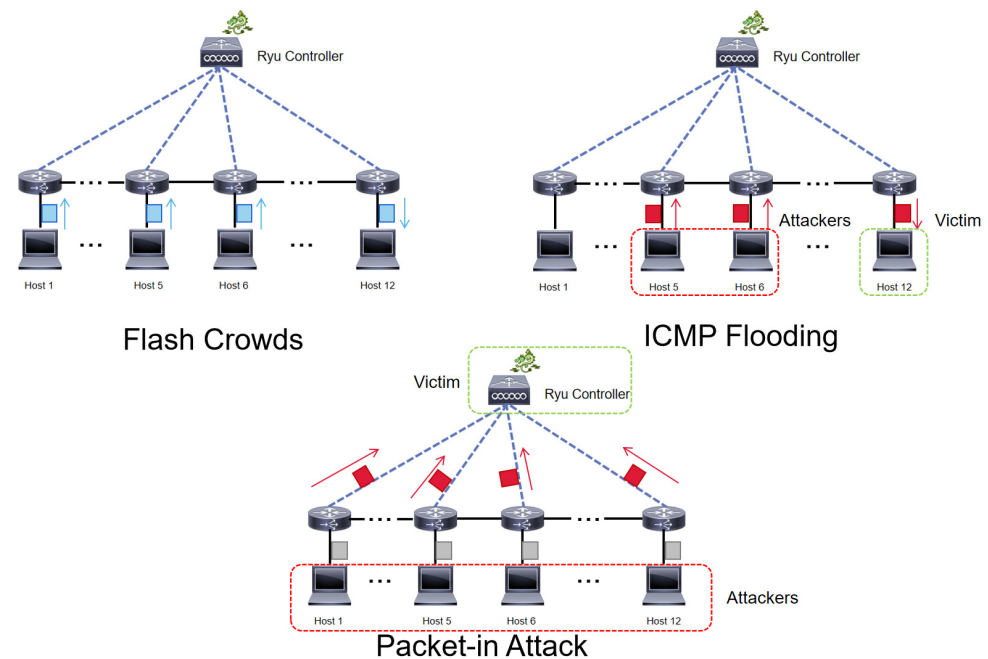 Ryu Controller
...
...
Host 1
...
Host 5
Host 6
...
Host 12
Flash Crowds
Ryu Controller
...
...
Attackers
Victim
Host 1
...
Host 5
Host 6
...
Host 12
ICMP Flooding
Victim
Ryu Controller
...
...
...
...
Attackers
Host 1
Host 5
Host 6
Host 12
Packet-in Attack